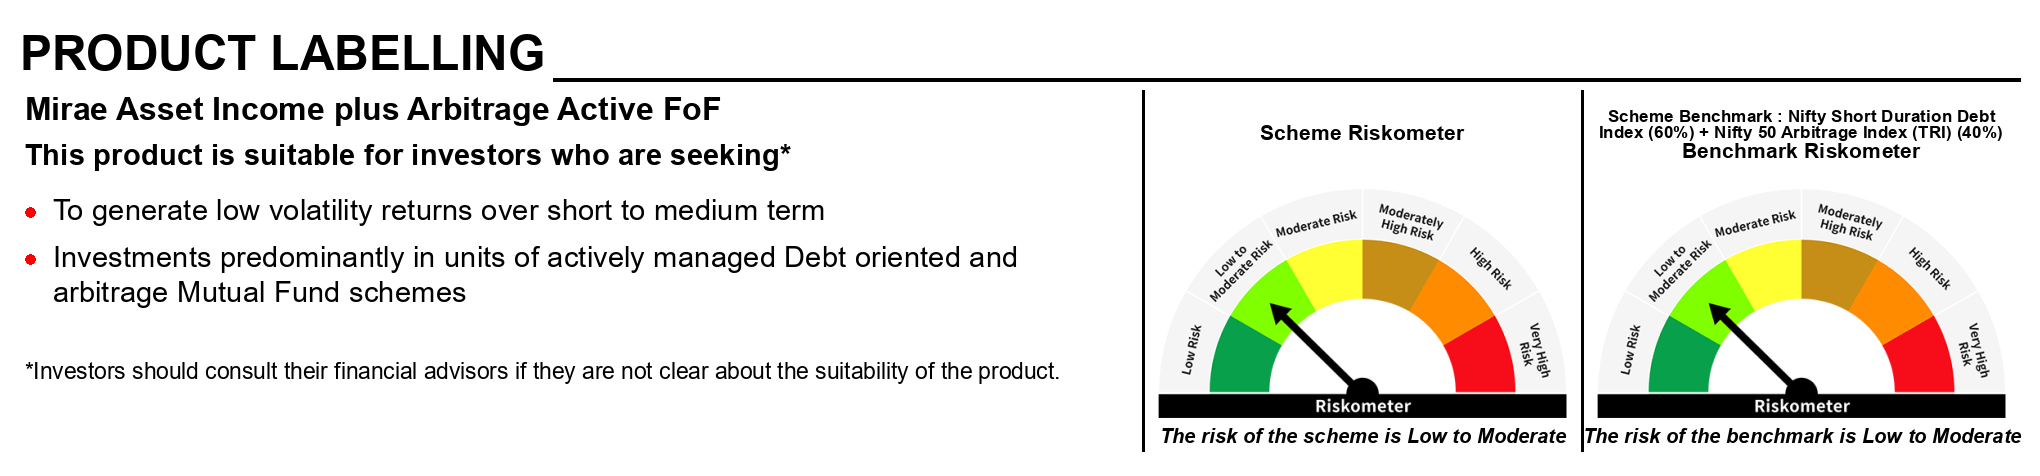 PRODUCT LABELLING
Mirae Asset Income plus Arbitrage Active FoF
This product is suitable for investors who are seeking*
• To generate low volatility returns over short to medium term
• Investments predominantly in units of actively managed Debt oriented and
arbitrage Mutual Fund schemes
*Investors should consult their financial advisors if they are not clear about the suitability of the product.
Scheme Riskometer
Low Risk
Low to
Moderate Risk
Moderate Risk
Moderately
High Risk
High Risk
Very High
Risk
Riskometer
The risk of the scheme is Low to Moderate
Scheme Benchmark : Nifty Short Duration Debt
Index (60%) + Nifty 50 Arbitrage Index (TRI) (40%)
Benchmark Riskometer
Low Risk
Low to
Moderate Risk
Moderate Risk
Moderately
High Risk
High Risk
Very High
Risk
Riskometer
The risk of the benchmark is Low to Moderate